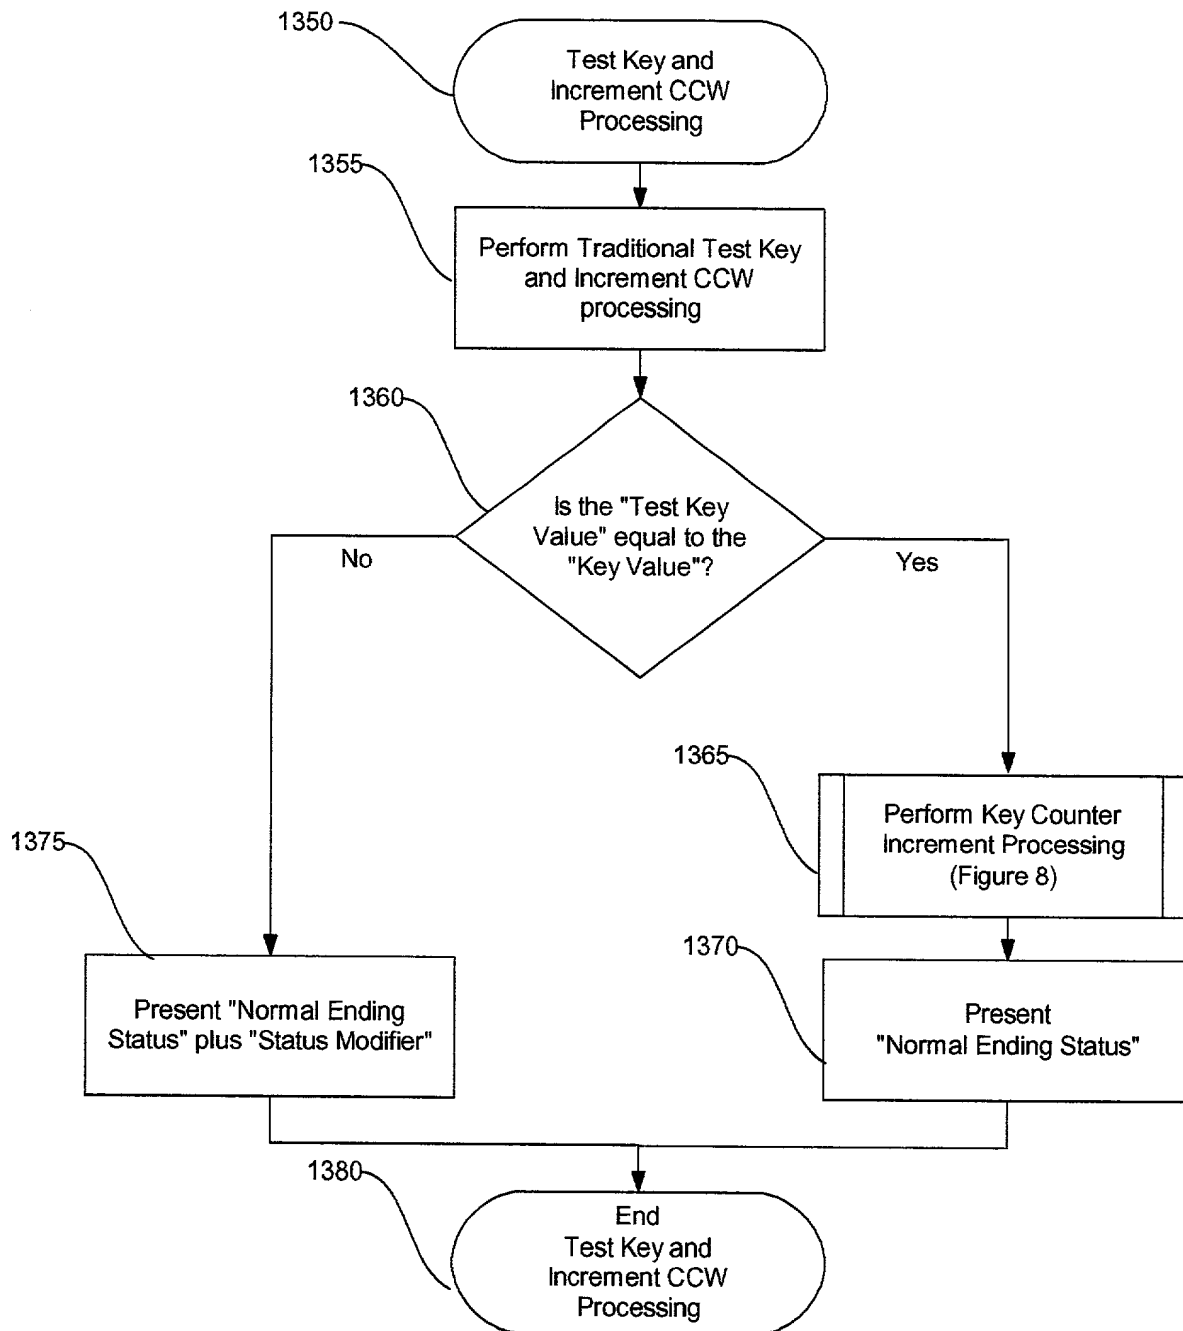 1350
Test Key and
Increment CCW
Processing
1355
Perform Traditional Test Key
and Increment CCW
processing
1360
Is the "Test Key
Value" equal to the
"Key Value"?
No
Yes
1365
Perform Key Counter
Increment Processing
(Figure 8)
1375
Present "Normal Ending
Status" plus "Status Modifier"
1370
Present
"Normal Ending Status"
1380
End
Test Key and
Increment CCW
Processing